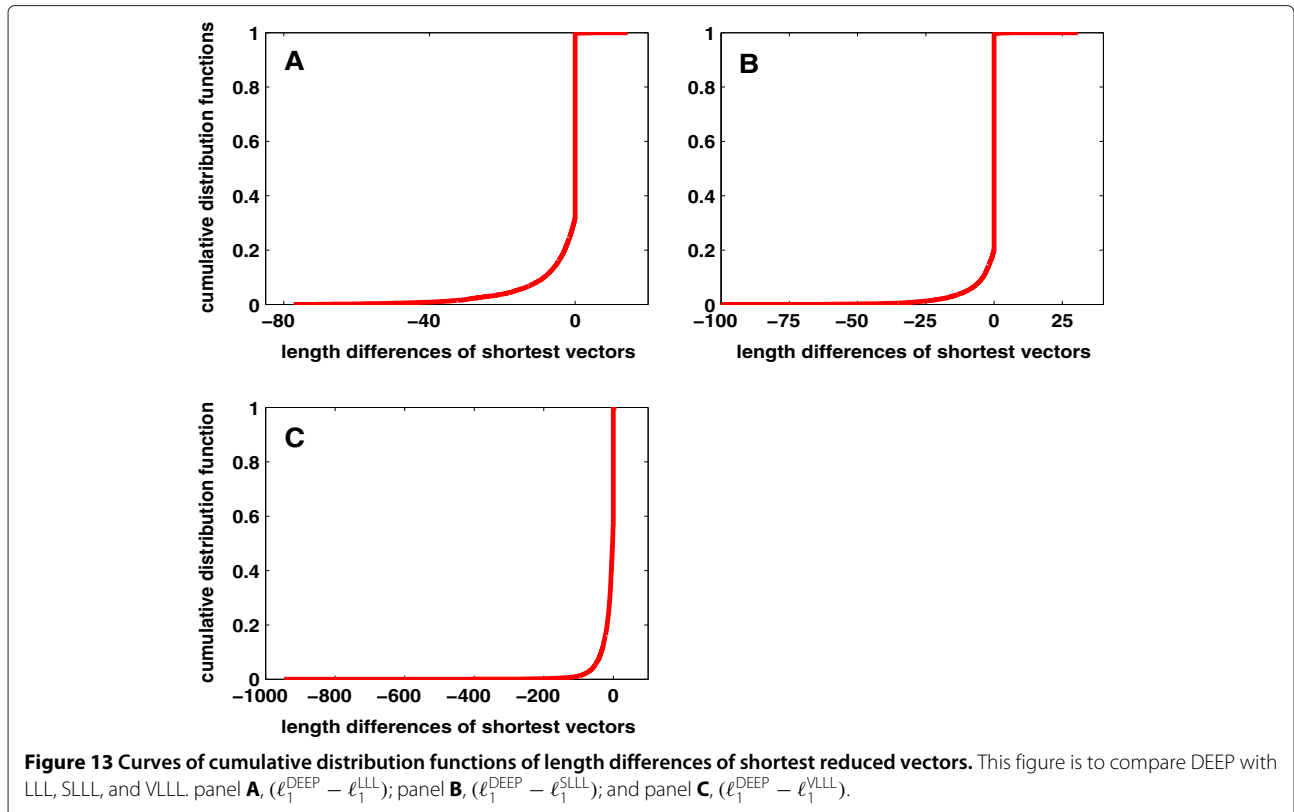 cumulative distribution functions
1
0.8
0.6
0.4
0.2
0
A
−80 −40 0
length differences of shortest vectors
1
0.8
0.6
0.4
0.2
0
B
−100 −75 −50 −25 0 25
length differences of shortest vectors
cumulative distribution function
1
0.8
0.6
0.4
0.2
0
C
−1000 −800 −600 −400 −200 0
length differences of shortest vectors
Figure 13 Curves of cumulative distribution functions of length differences of shortest reduced vectors. This figure is to compare DEEP with
LLL, SLLL, and VLLL. panel A, (ℓ₁^DEEP − ℓ₁^LLL); panel B, (ℓ₁^DEEP − ℓ₁^SLLL); and panel C, (ℓ₁^DEEP − ℓ₁^VLLL).